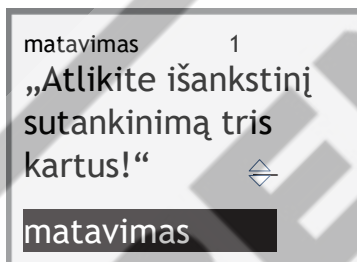 matavimas 1
„Atlikite išankstinį
sutankinimą tris
kartus!“
matavimas